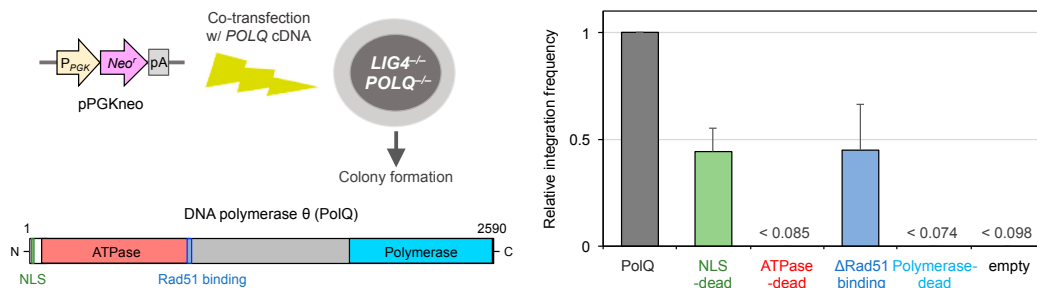 Co-transfection
w/ POLQ cDNA
P_PGK Neo^r pA
pPGKneo
LIG4^−/−
POLQ^−/−
Colony formation
DNA polymerase θ (PolQ)
1 2590
N ATPase Polymerase C
NLS Rad51 binding
Relative integration frequency
1
0.5
0
< 0.085 < 0.074 < 0.098
PolQ NLS ATPase ΔRad51 Polymerase- empty
-dead -dead binding dead